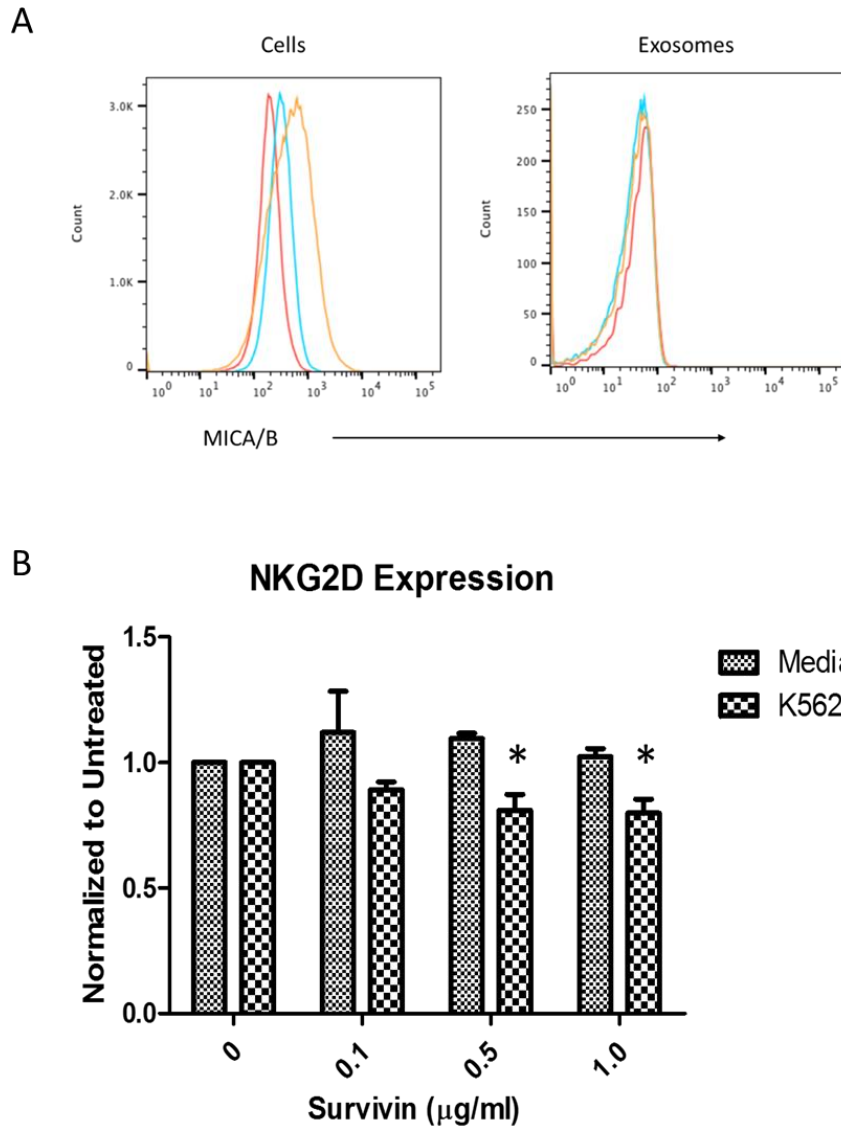 A
Cells
Exosomes
3.0K
2.0K
1.0K
0
Count
10^0 10^1 10^2 10^3 10^4 10^5
250
200
150
100
50
0
Count
10^0 10^1 10^2 10^3 10^4 10^5
MICA/B
B
NKG2D Expression
1.5
1.0
0.5
0.0
Normalized to Untreated
* *
Media
K562
0 0.1 0.5 1.0
Survivin (μg/ml)